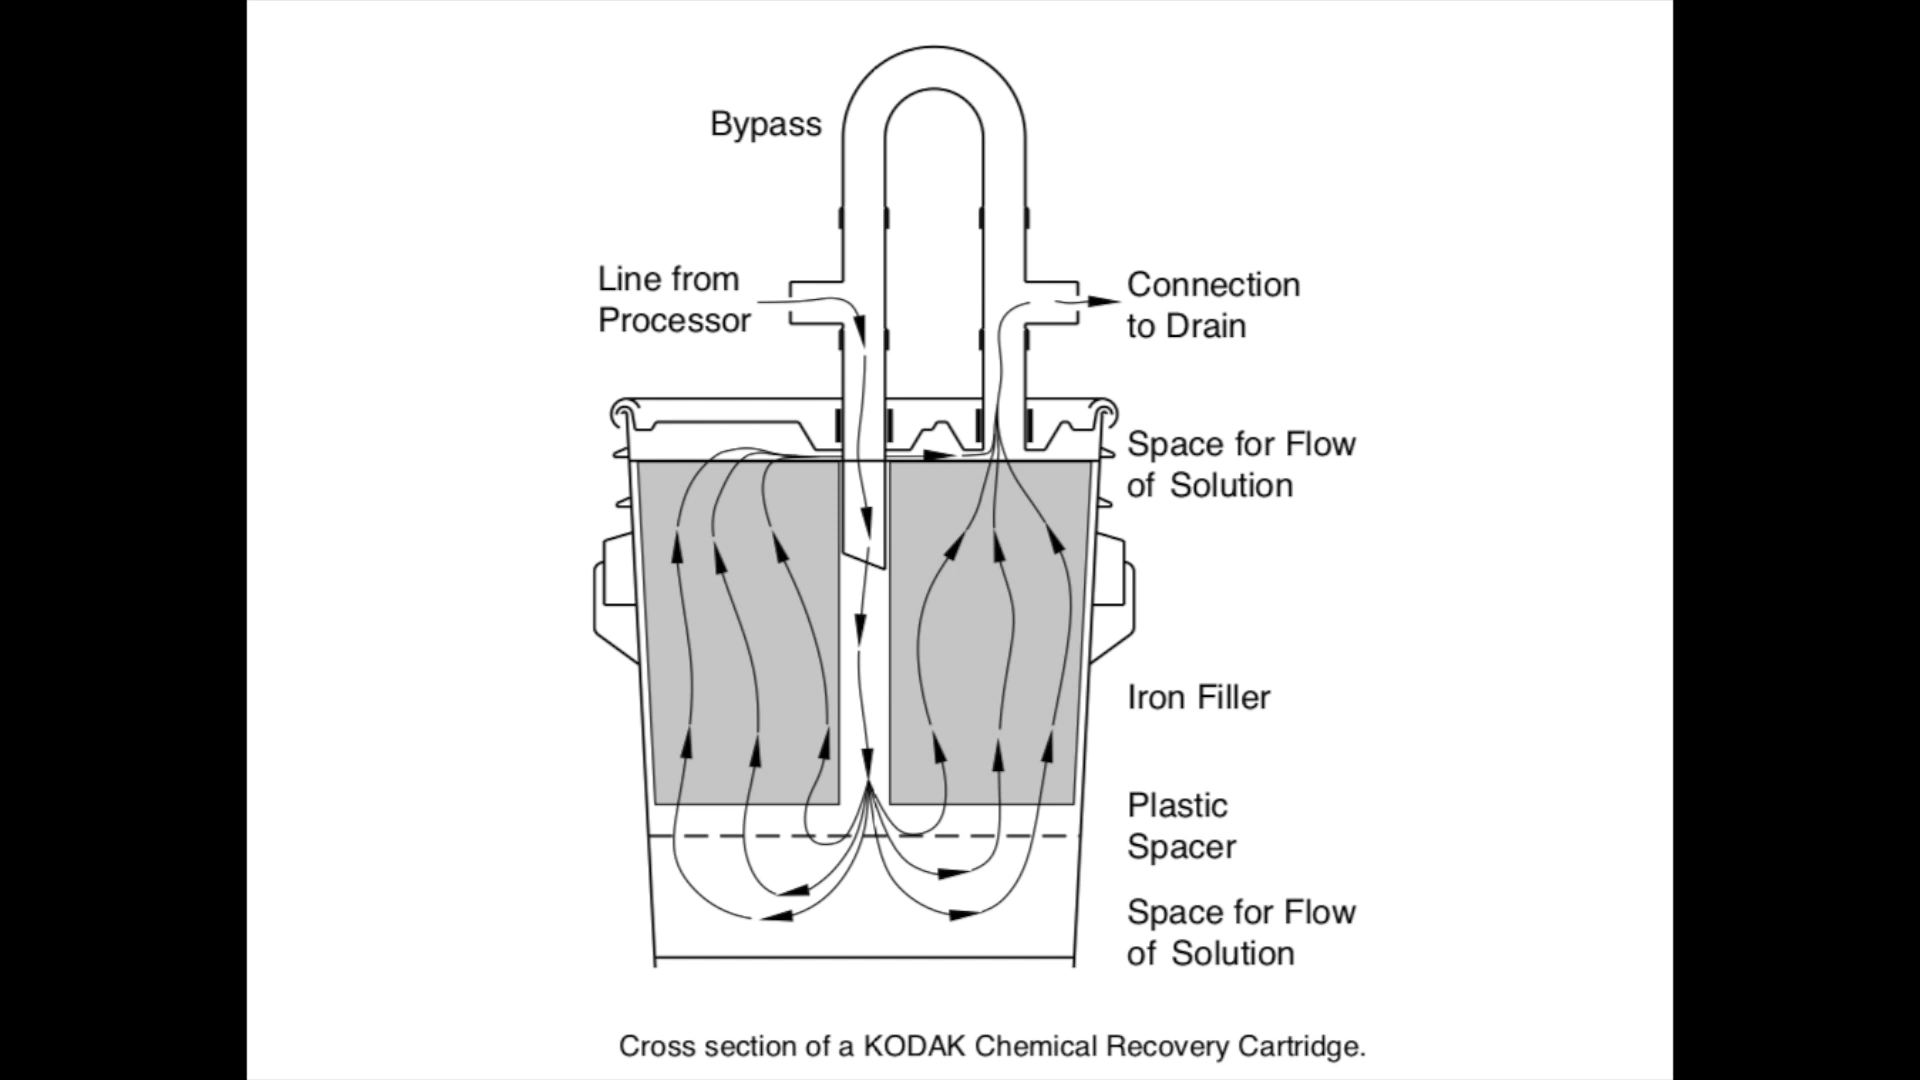 Bypass
Line from
Processor
Connection
to Drain
Space for Flow
of Solution
Iron Filler
Plastic
Spacer
Space for Flow
of Solution
Cross section of a KODAK Chemical Recovery Cartridge.